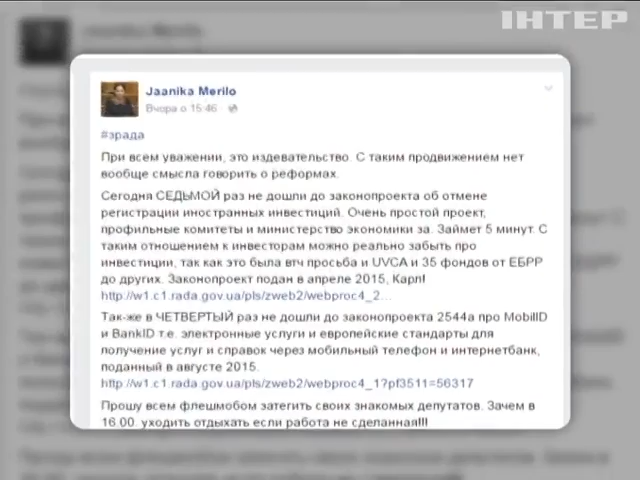 ІНТЕР
Jaanika Merilo
Вчора о 15:46
#зрада
При всем уважении, это издевательство. С таким продвижением нет
вообще смысла говорить о реформах.
Сегодня СЕДЬМОЙ раз не дошли до законопроекта об отмене
регистрации иностранных инвестиций. Очень простой проект,
профильные комитеты и министерство экономики за. Займет 5 минут. С
таким отношением к инвесторам можно реально забыть про
инвестиции, так как это была втч просьба и UVCA и 35 фондов от ЕБРР
до других. Законопроект подан в апреле 2015, Карл!
http://w1.c1.rada.gov.ua/pls/zweb2/webproc4_2...
Так-же в ЧЕТВЕРТЫЙ раз не дошли до законопроекта 2544а про MobilID
и BankID т.е. электронные услуги и европейские стандарты для
получение услуг и справок через мобильный телефон и интернетбанк,
поданный в августе 2015.
http://w1.c1.rada.gov.ua/pls/zweb2/webproc4_1?pf3511=56317
Прошу всем флешмобом затегить своих знакомых депутатов. Зачем в
16.00. уходить отдыхать если работа не сделанная!!!